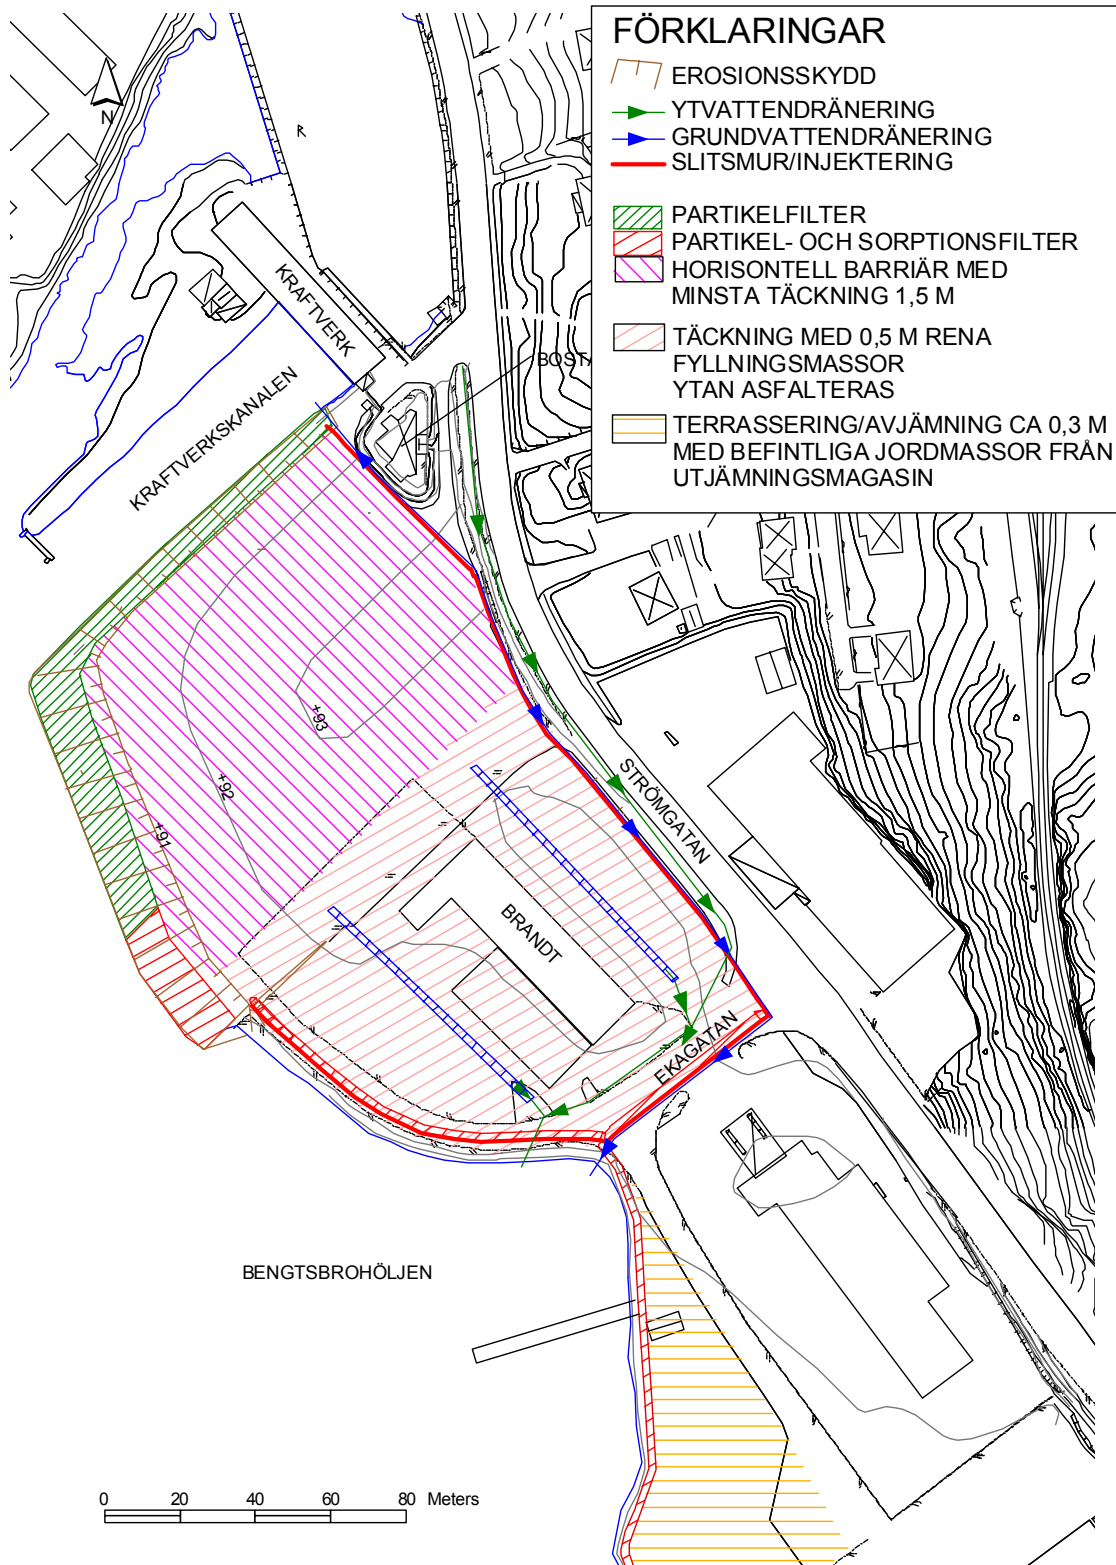 FÖRKLARINGAR
EROSIONSSKYDD
YTVATTENDRÄNERING
GRUNDVATTENDRÄNERING
SLITSMUR/INJEKTERING
PARTIKELFILTER
PARTIKEL- OCH SORPTIONSFILTER
HORISONTELL BARRIÄR MED
MINSTA TÄCKNING 1,5 M
TÄCKNING MED 0,5 M RENA
FYLLNINGSMASSOR
YTAN ASFALTERAS
TERRASSERING/AVJÄMNING CA 0,3 M
MED BEFINTLIGA JORDMASSOR FRÅN
UTJÄMNINGSMAGASIN
N
R
KRAFTVERK
BOSTA
KRAFTVERKSKANALEN
+93
+92
+91
STRÖMGATAN
BRANDT
EKAGATAN
BENGTSBROHÖLJEN
0 20 40 60 80 Meters